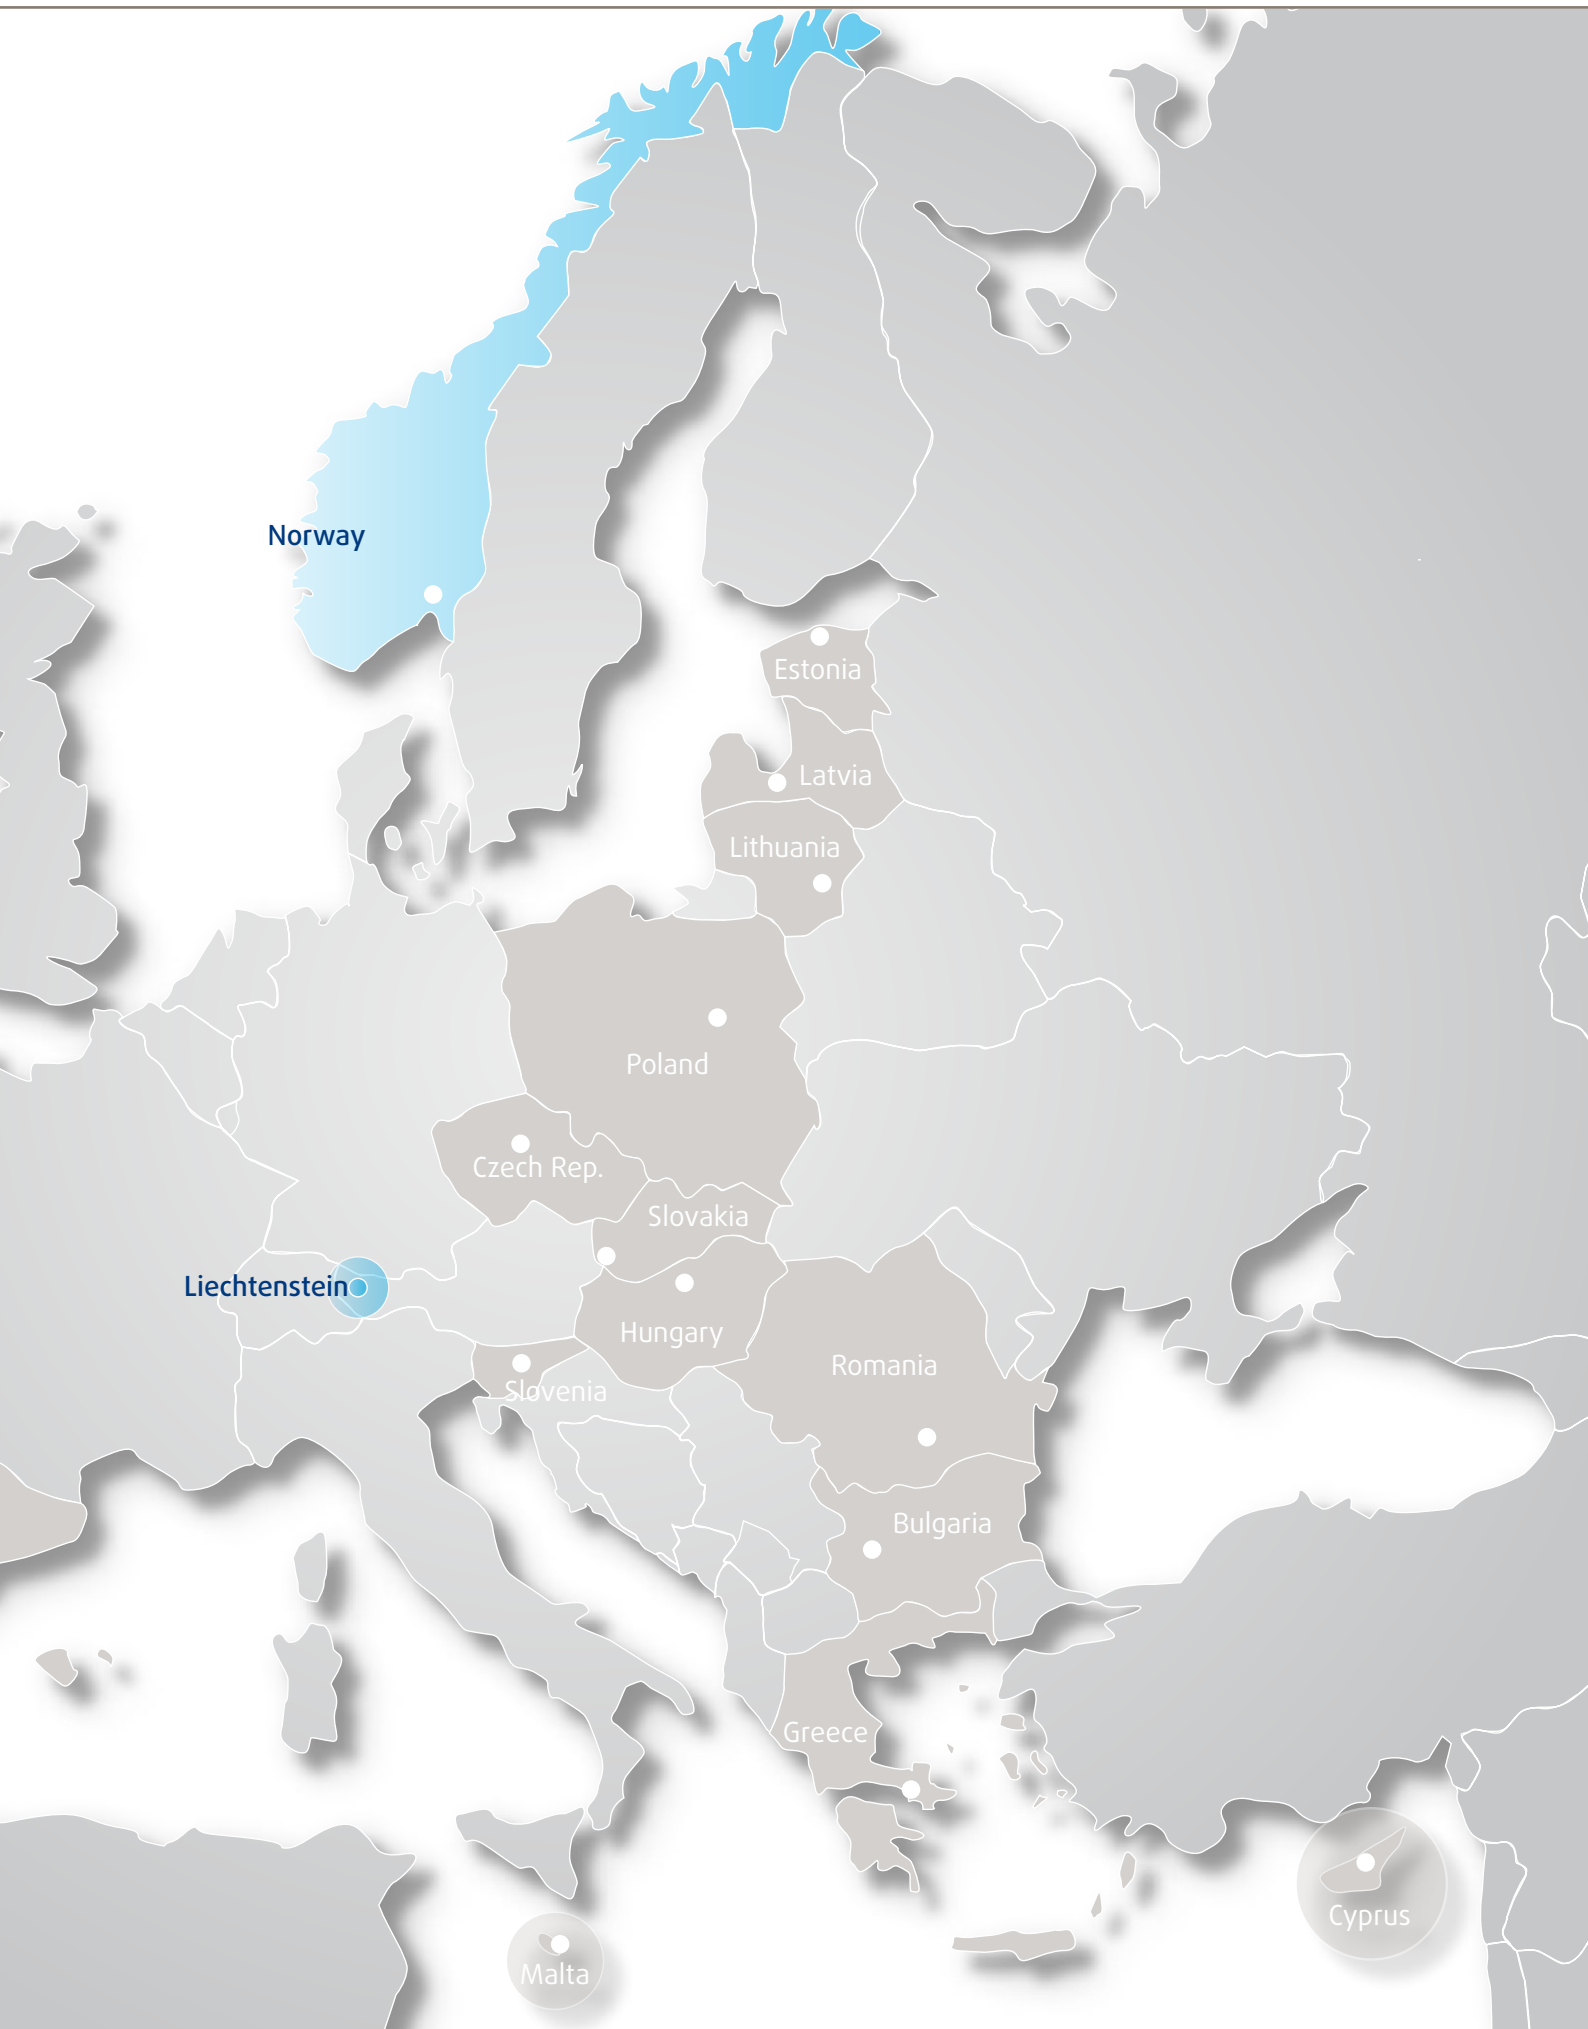 Norway
Estonia
Latvia
Lithuania
Poland
Czech Rep.
Slovakia
Liechtenstein
Hungary
Romania
Slovenia
Bulgaria
Greece
Cyprus
Malta